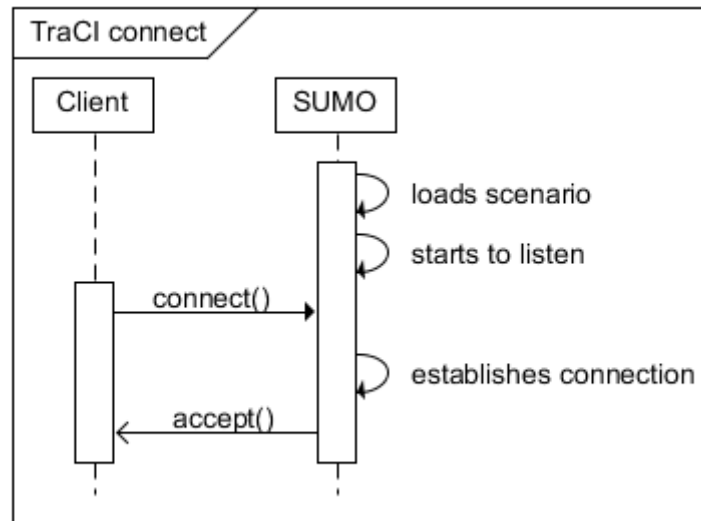 TraCI connect
Client
SUMO
loads scenario
starts to listen
connect()
establishes connection
accept()